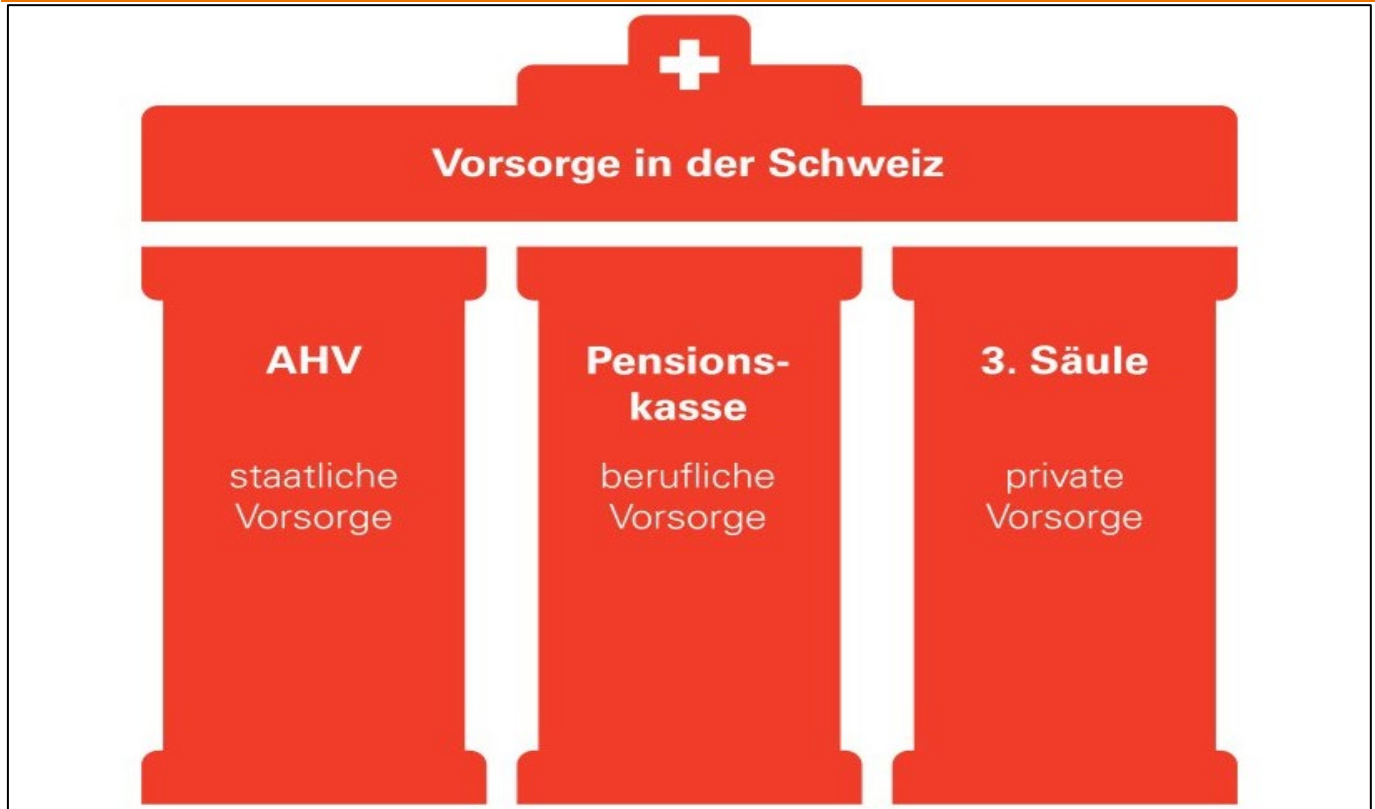 Vorsorge in der Schweiz
AHV
staatliche
Vorsorge
Pensions-
kasse
berufliche
Vorsorge
3. Säule
private
Vorsorge